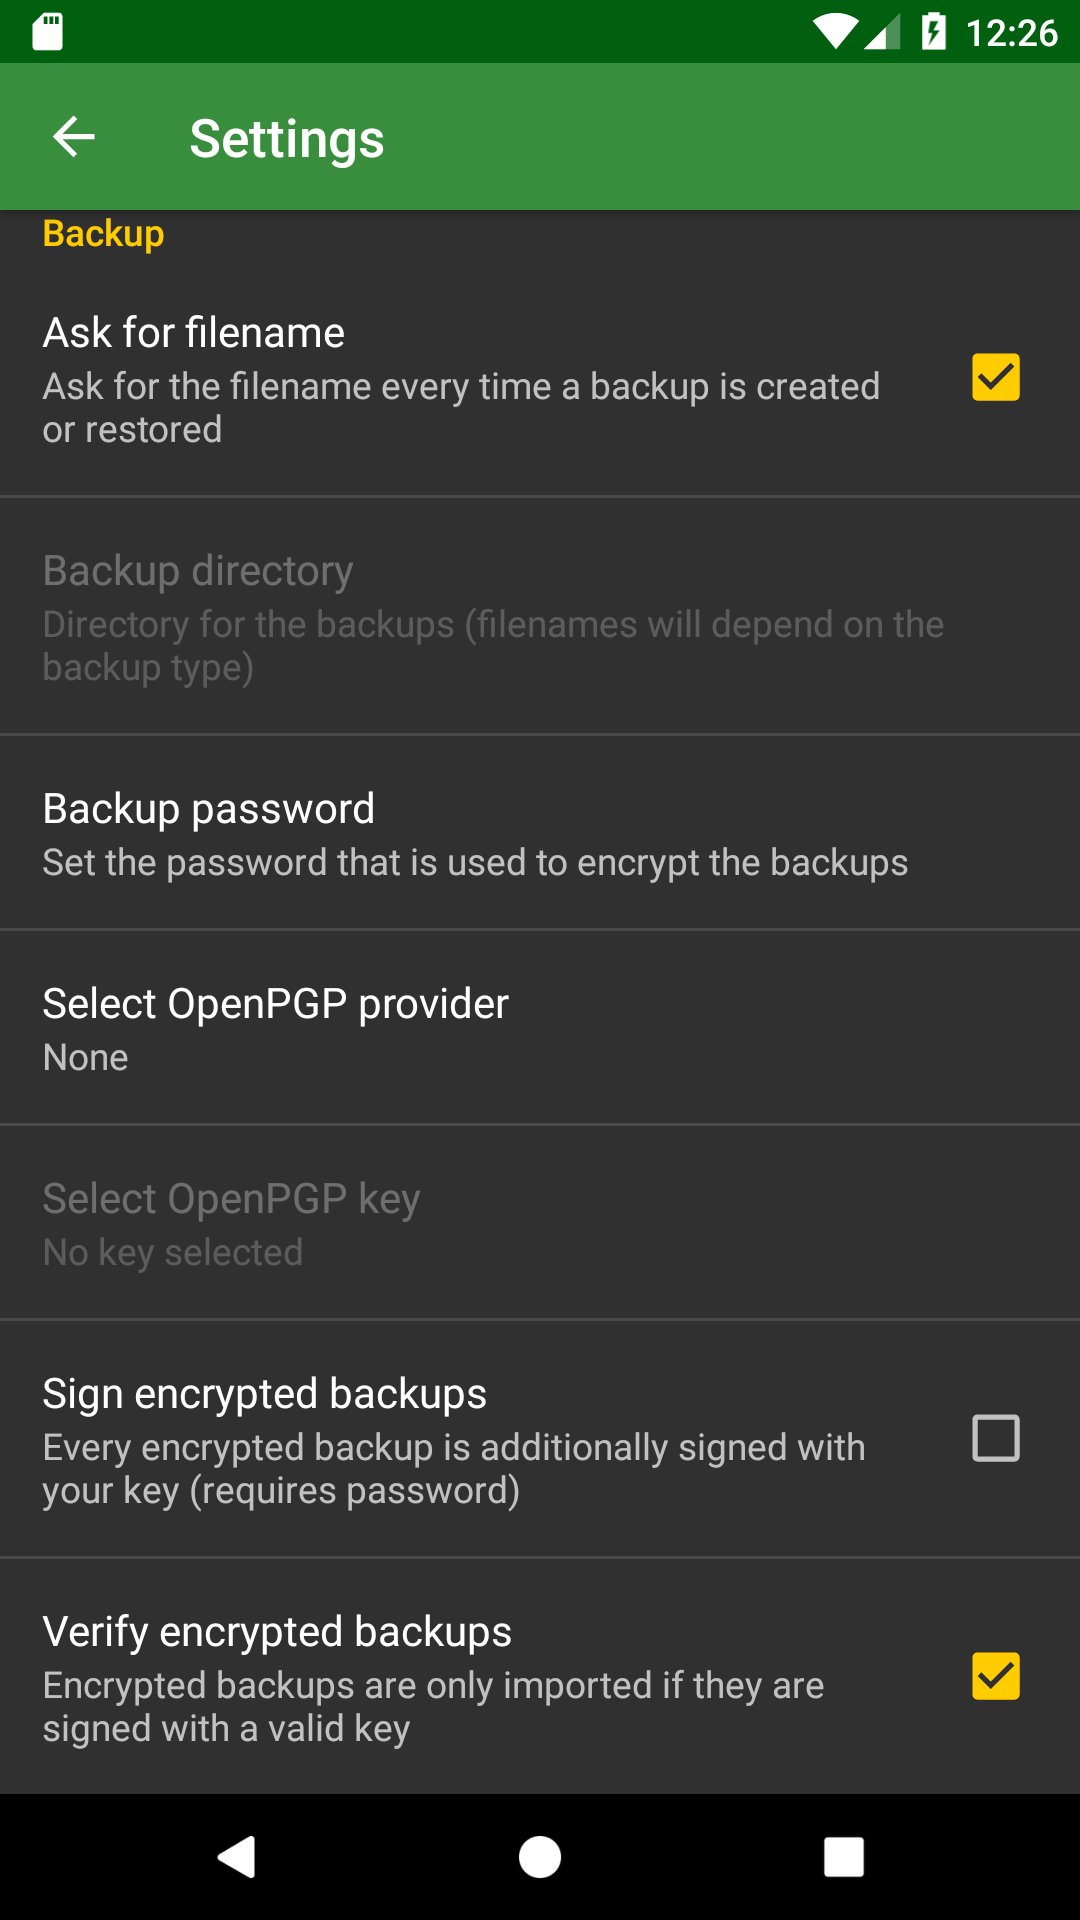 12:26
Settings
Backup
Ask for filename
Ask for the filename every time a backup is created
or restored
Backup directory
Directory for the backups (filenames will depend on the
backup type)
Backup password
Set the password that is used to encrypt the backups
Select OpenPGP provider
None
Select OpenPGP key
No key selected
Sign encrypted backups
Every encrypted backup is additionally signed with
your key (requires password)
Verify encrypted backups
Encrypted backups are only imported if they are
signed with a valid key